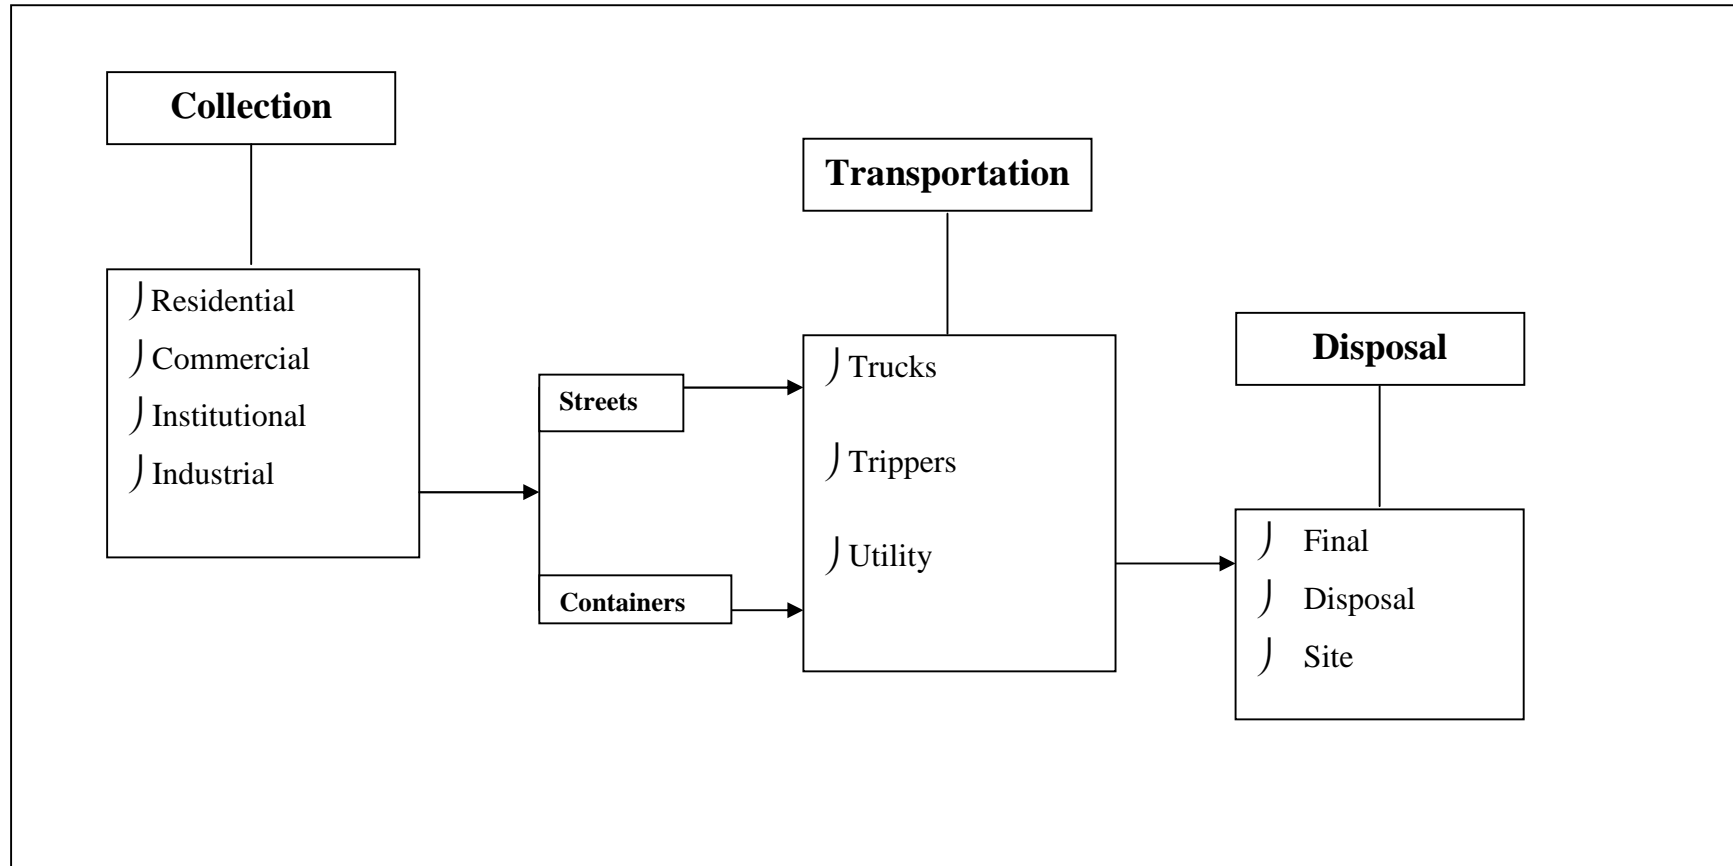 Collection
Residential
Commercial
Institutional
Industrial
Streets
Containers
Transportation
Trucks
Trippers
Utility
Disposal
Final
Disposal
Site